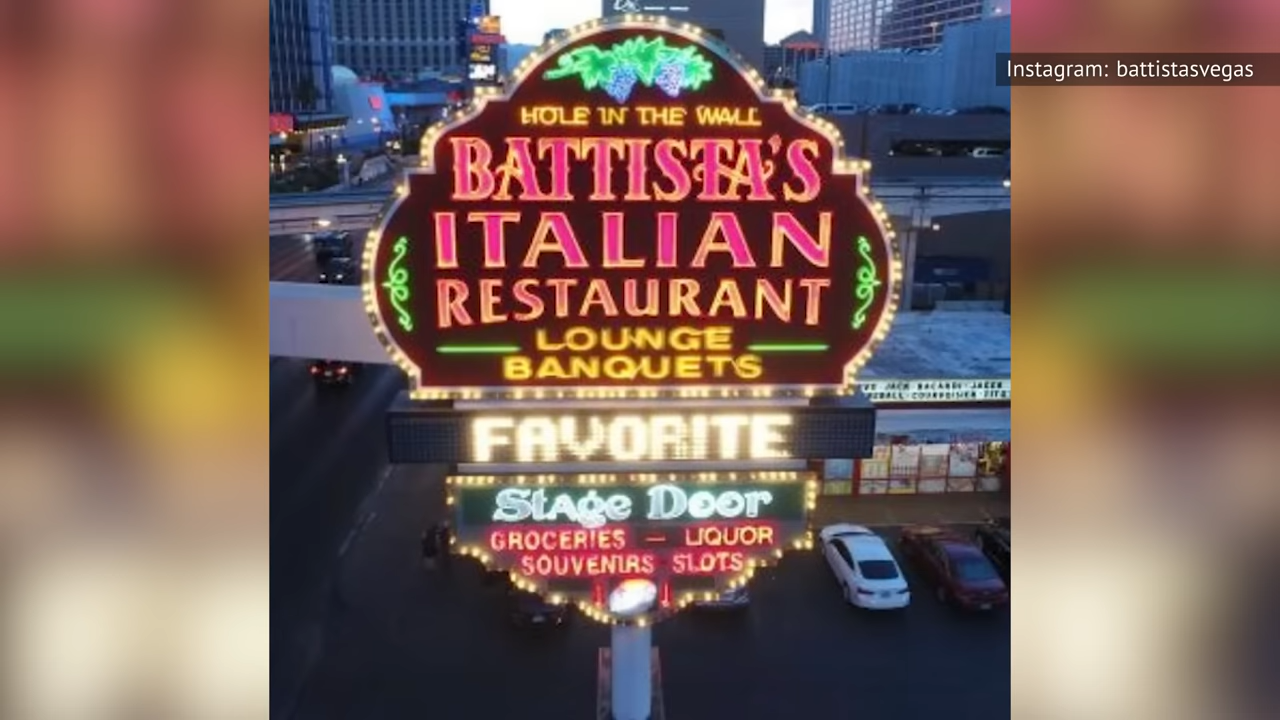 Instagram: battistasvegas
HOLE IN THE WALL
BATTISTA'S
ITALIAN
RESTAURANT
LOUNGE
BANQUETS
FAVORITE
Stage Door
GROCERIES — LIQUOR
SOUVENIRS SLOTS